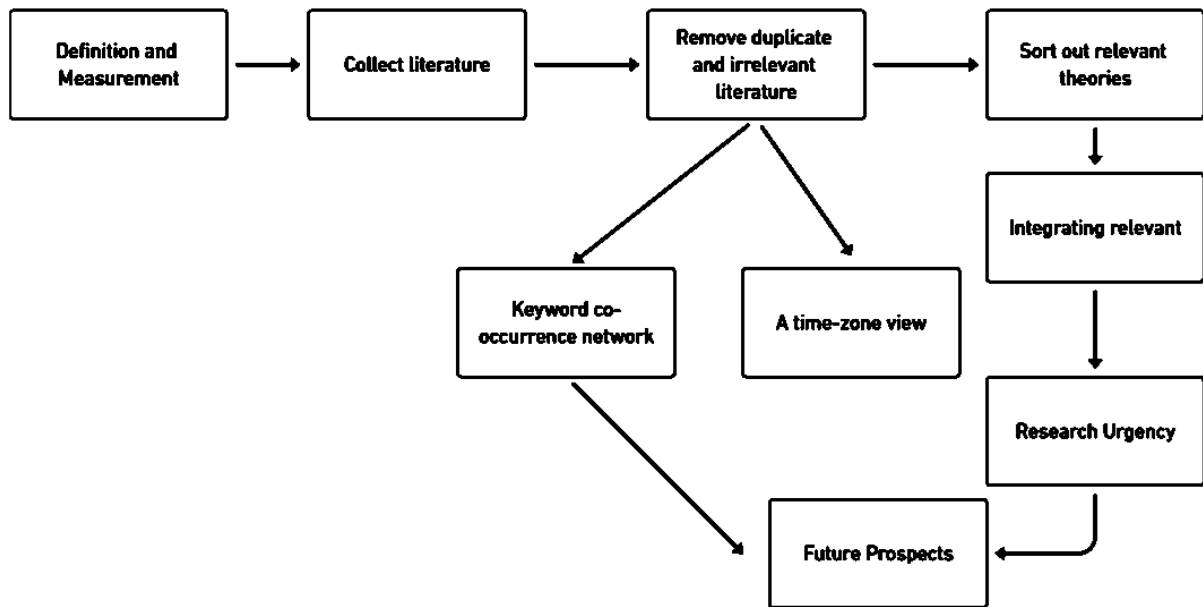 Definition and
Measurement
Collect literature
Remove duplicate
and irrelevant
literature
Sort out relevant
theories
Integrating relevant
Keyword co-
occurrence network
A time-zone view
Research Urgency
Future Prospects